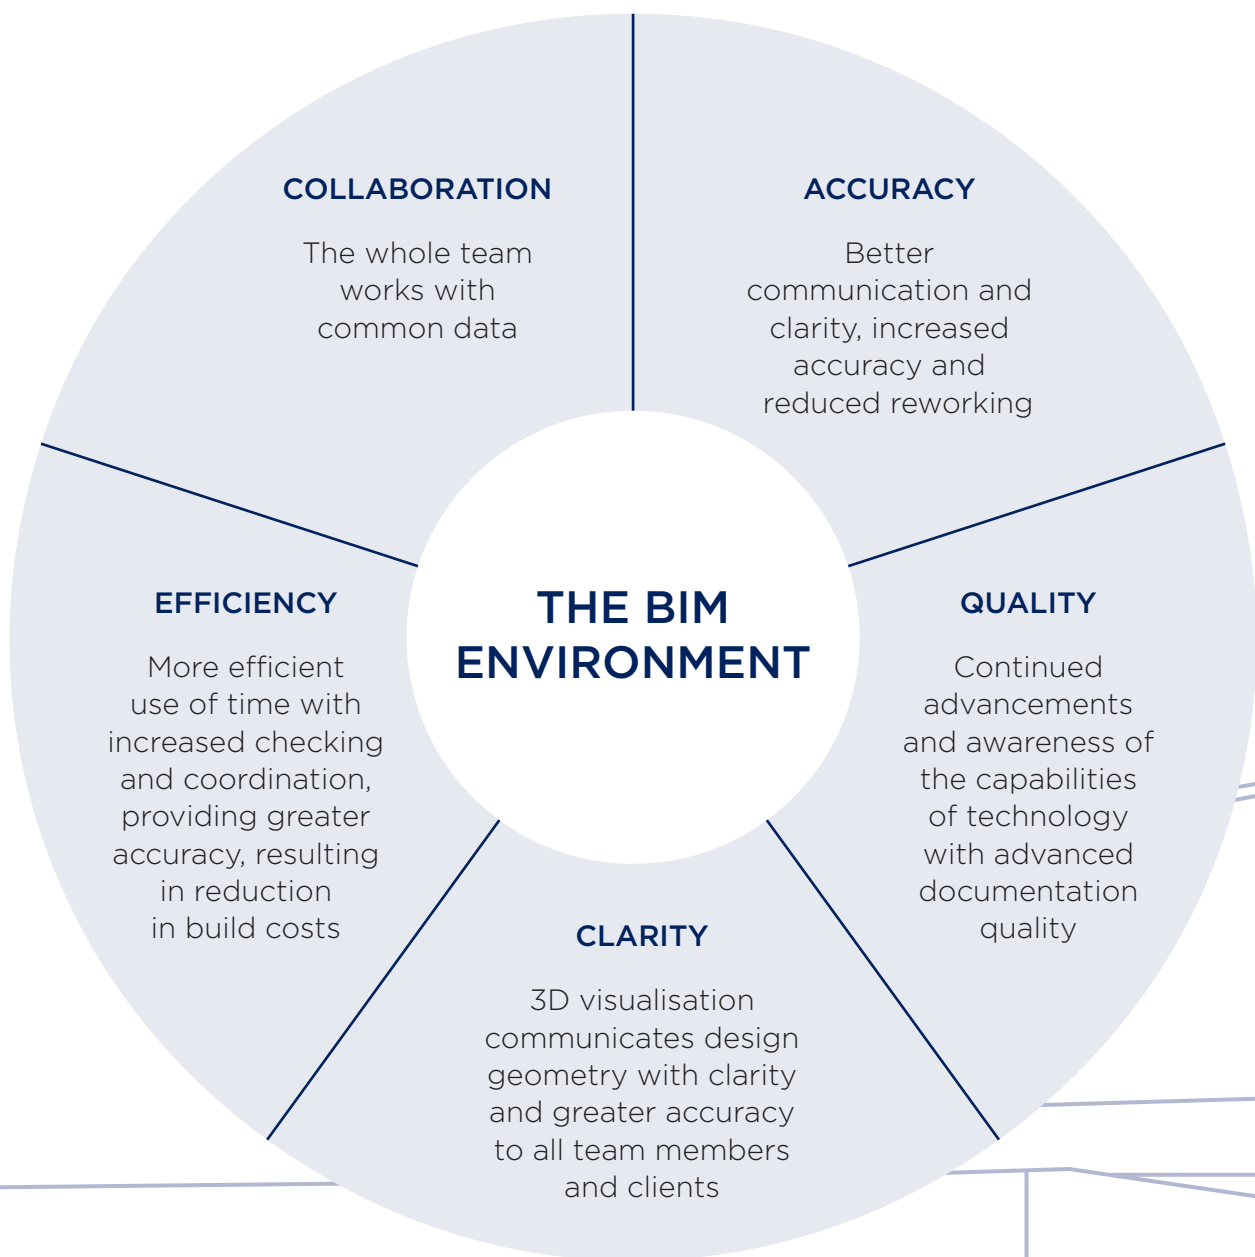 COLLABORATION
The whole team
works with
common data
ACCURACY
Better
communication and
clarity, increased
accuracy and
reduced reworking
THE BIM
ENVIRONMENT
EFFICIENCY
More efficient
use of time with
increased checking
and coordination,
providing greater
accuracy, resulting
in reduction
in build costs
QUALITY
Continued
advancements
and awareness of
the capabilities
of technology
with advanced
documentation
quality
CLARITY
3D visualisation
communicates design
geometry with clarity
and greater accuracy
to all team members
and clients